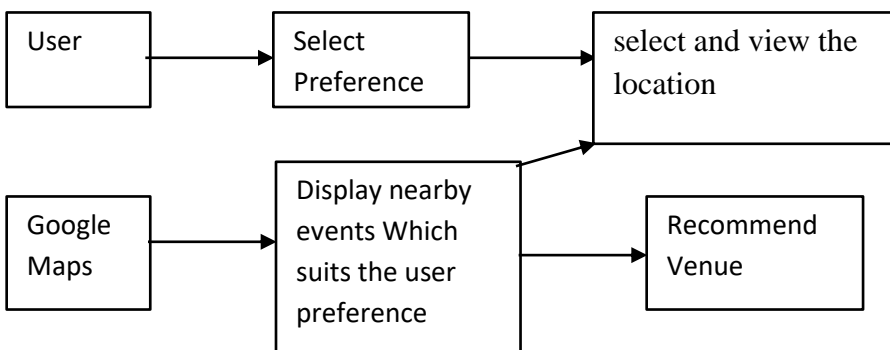 User
Select
Preference
select and view the
location
Google
Maps
Display nearby
events Which
suits the user
preference
Recommend
Venue